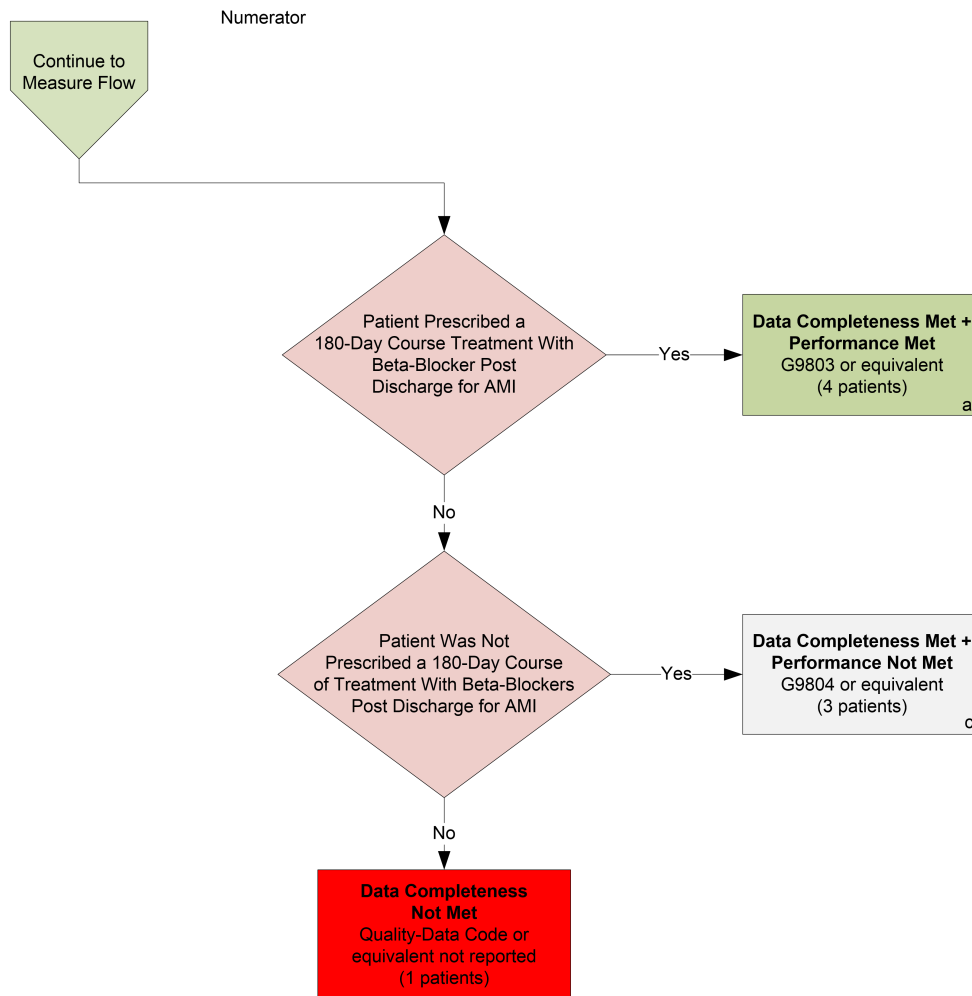 Numerator
Continue to
Measure Flow
Patient Prescribed a
180-Day Course Treatment With
Beta-Blocker Post
Discharge for AMI
Yes
Data Completeness Met +
Performance Met
G9803 or equivalent
(4 patients)
a
No
Patient Was Not
Prescribed a 180-Day Course
of Treatment With Beta-Blockers
Post Discharge for AMI
Yes
Data Completeness Met +
Performance Not Met
G9804 or equivalent
(3 patients)
No
Data Completeness
Not Met
Quality-Data Code or
equivalent not reported
(1 patients)